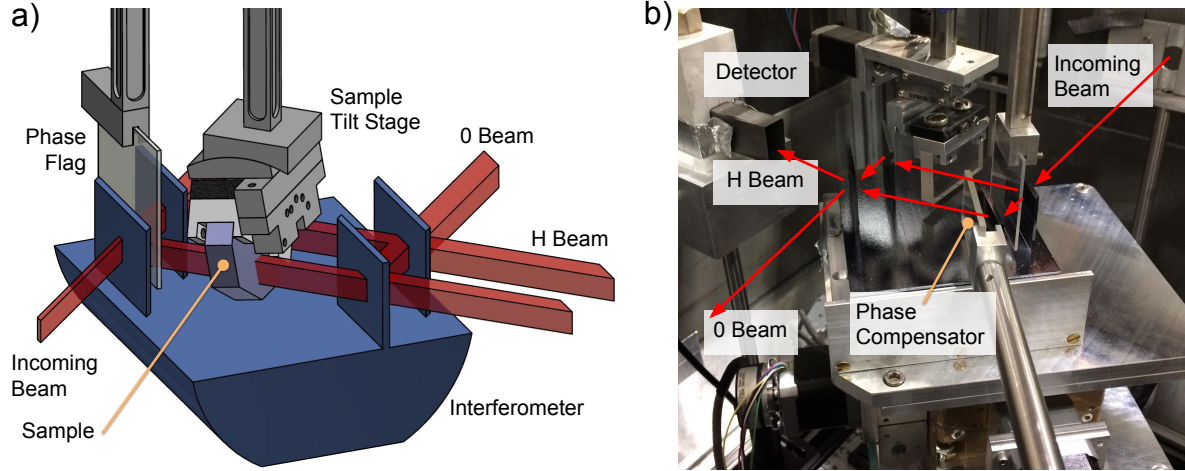 a)
Phase
Flag
Sample
Tilt Stage
0 Beam
H Beam
Incoming
Beam
Sample
Interferometer
b)
Detector
Incoming
Beam
H Beam
Phase
Compensator
0 Beam